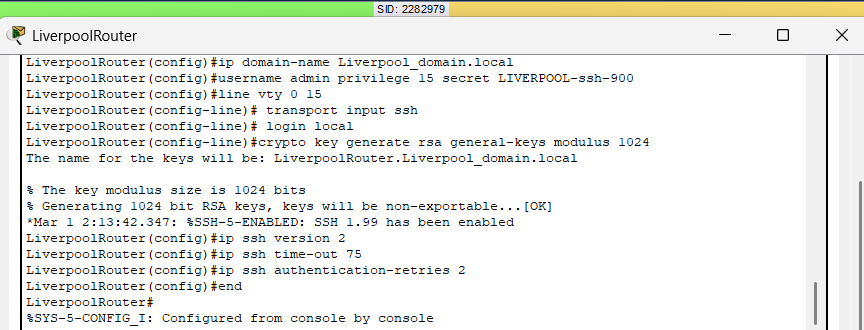 SID: 2282979
LiverpoolRouter
LiverpoolRouter(config)#ip domain-name Liverpool_domain.local
LiverpoolRouter(config)#username admin privilege 15 secret LIVERPOOL-ssh-900
LiverpoolRouter(config)#line vty 0 15
LiverpoolRouter(config-line)# transport input ssh
LiverpoolRouter(config-line)# login local
LiverpoolRouter(config-line)#crypto key generate rsa general-keys modulus 1024
The name for the keys will be: LiverpoolRouter.Liverpool_domain.local

% The key modulus size is 1024 bits
% Generating 1024 bit RSA keys, keys will be non-exportable...[OK]
*Mar 1 2:13:42.347: %SSH-5-ENABLED: SSH 1.99 has been enabled
LiverpoolRouter(config)#ip ssh version 2
LiverpoolRouter(config)#ip ssh time-out 75
LiverpoolRouter(config)#ip ssh authentication-retries 2
LiverpoolRouter(config)#end
LiverpoolRouter#
%SYS-5-CONFIG_I: Configured from console by console